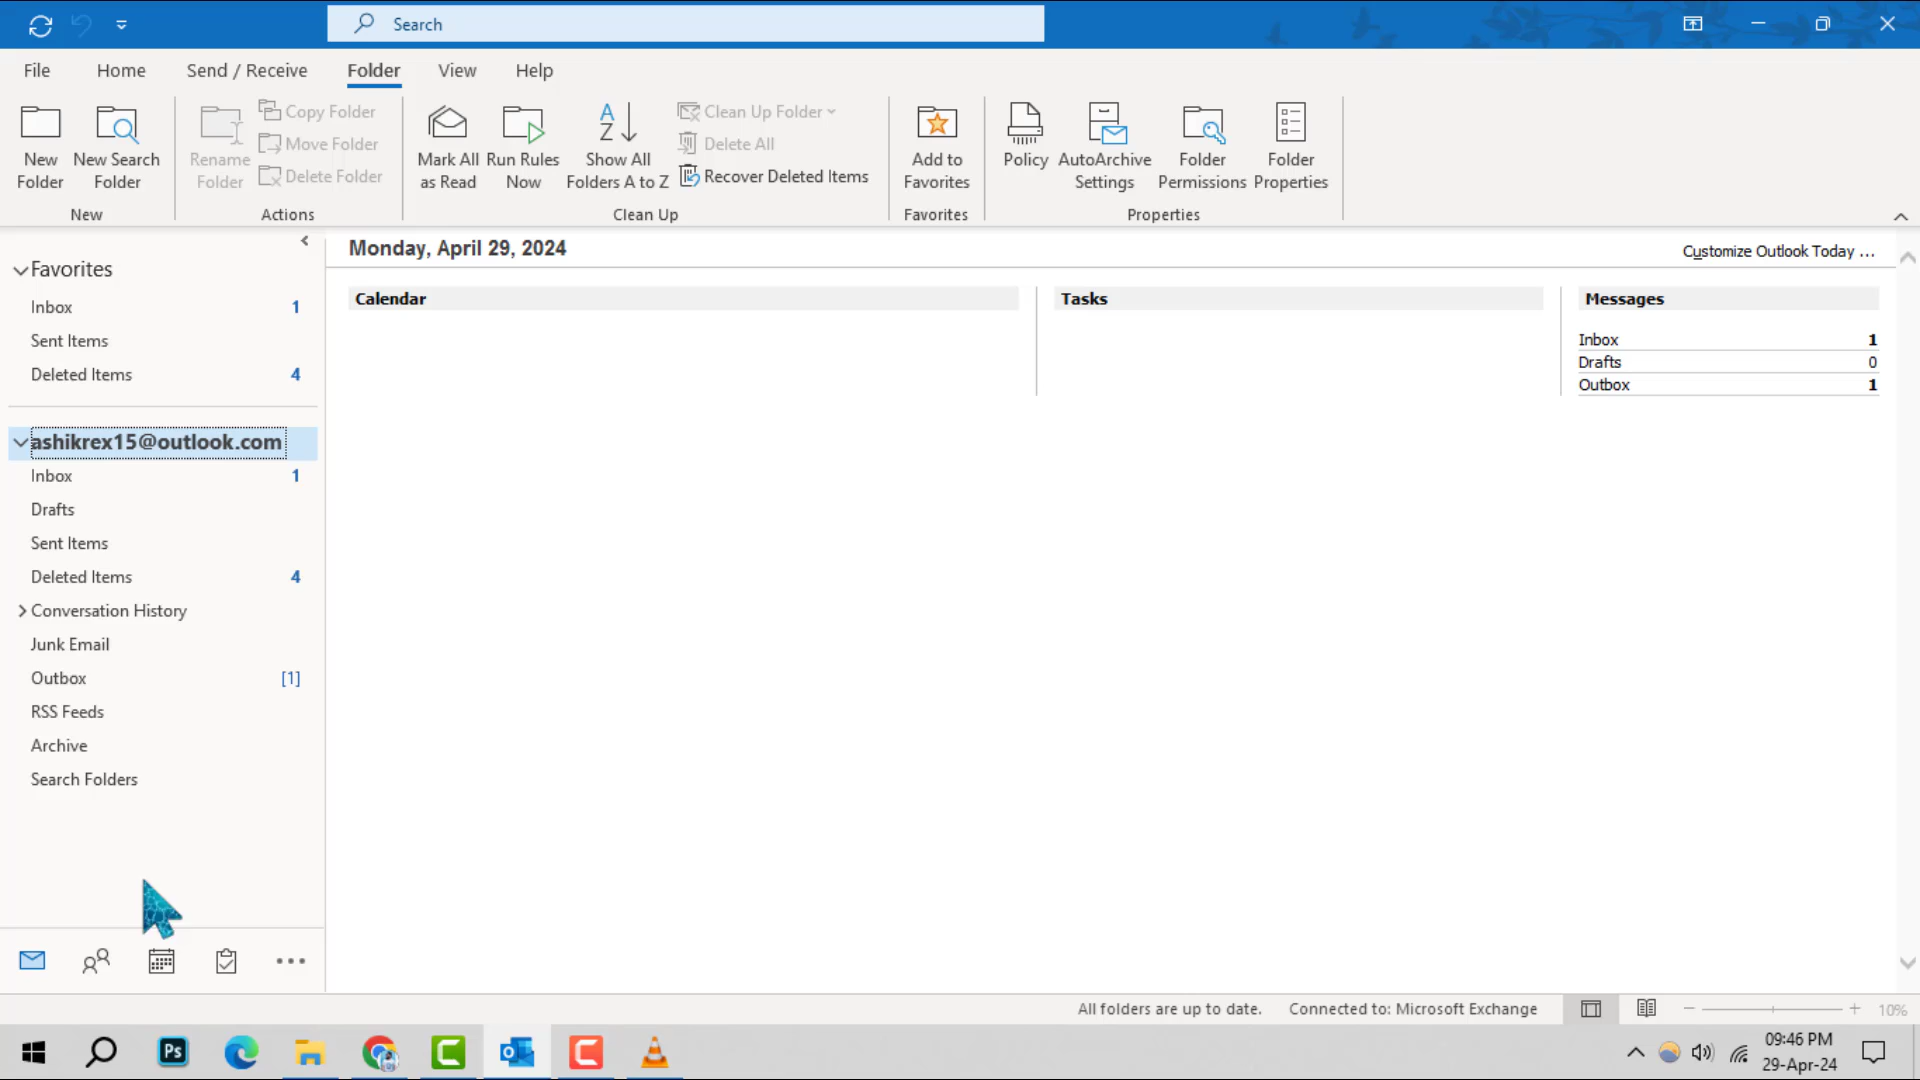 Search
File Home Send / Receive Folder View Help
New Folder
New Search Folder
New
Rename Folder
Copy Folder
Move Folder
Delete Folder
Actions
Mark All as Read
Run Rules Now
Show All Folders A to Z
Clean Up Folder
Delete All
Recover Deleted Items
Clean Up
Add to Favorites
Favorites
Policy
AutoArchive Settings
Folder Permissions
Folder Properties
Properties
Favorites
Inbox 1
Sent Items
Deleted Items 4
ashikrex15@outlook.com
Inbox 1
Drafts
Sent Items
Deleted Items 4
Conversation History
Junk Email
Outbox [1]
RSS Feeds
Archive
Search Folders
Monday, April 29, 2024
Customize Outlook Today ...
Calendar
Tasks
Messages
Inbox 1
Drafts 0
Outbox 1
All folders are up to date. Connected to: Microsoft Exchange 10%
Ps
09:46 PM
29-Apr-24